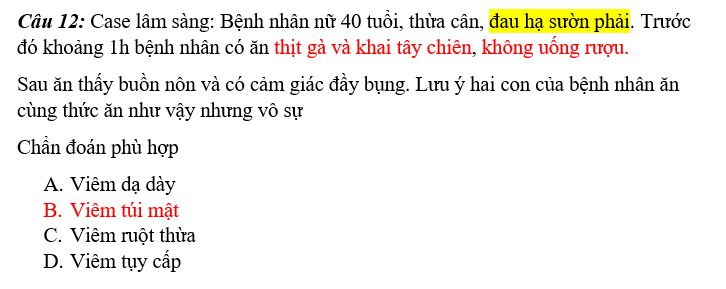 Câu 12: Case lâm sàng: Bệnh nhân nữ 40 tuổi, thừa cân, đau hạ sườn phải. Trước
đó khoảng 1h bệnh nhân có ăn thịt gà và khai tây chiên, không uống rượu.
Sau ăn thấy buồn nôn và có cảm giác đầy bụng. Lưu ý hai con của bệnh nhân ăn
cùng thức ăn như vậy nhưng vô sự
Chẩn đoán phù hợp
A. Viêm dạ dày
B. Viêm túi mật
C. Viêm ruột thừa
D. Viêm tụy cấp